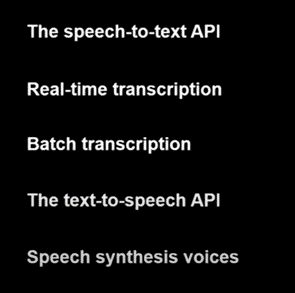 The speech-to-text API
Real-time transcription
Batch transcription
The text-to-speech API
Speech synthesis voices